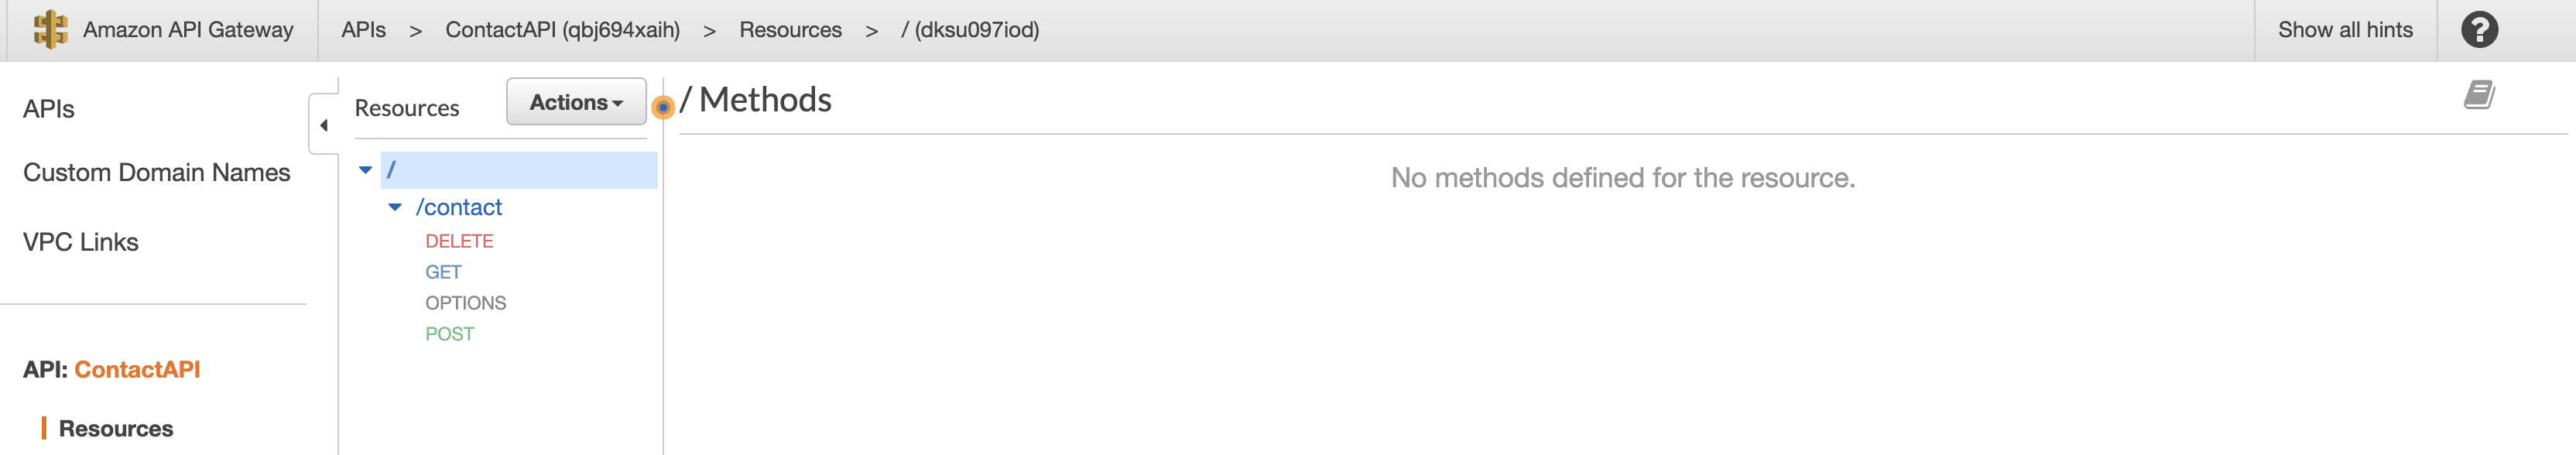 Amazon API Gateway APIs > ContactAPI (qbj694xaih) > Resources > / (dksu097iod) Show all hints ?
APIs
Custom Domain Names
VPC Links
API: ContactAPI
Resources
Resources Actions
/
/contact
DELETE
GET
OPTIONS
POST
/ Methods
No methods defined for the resource.